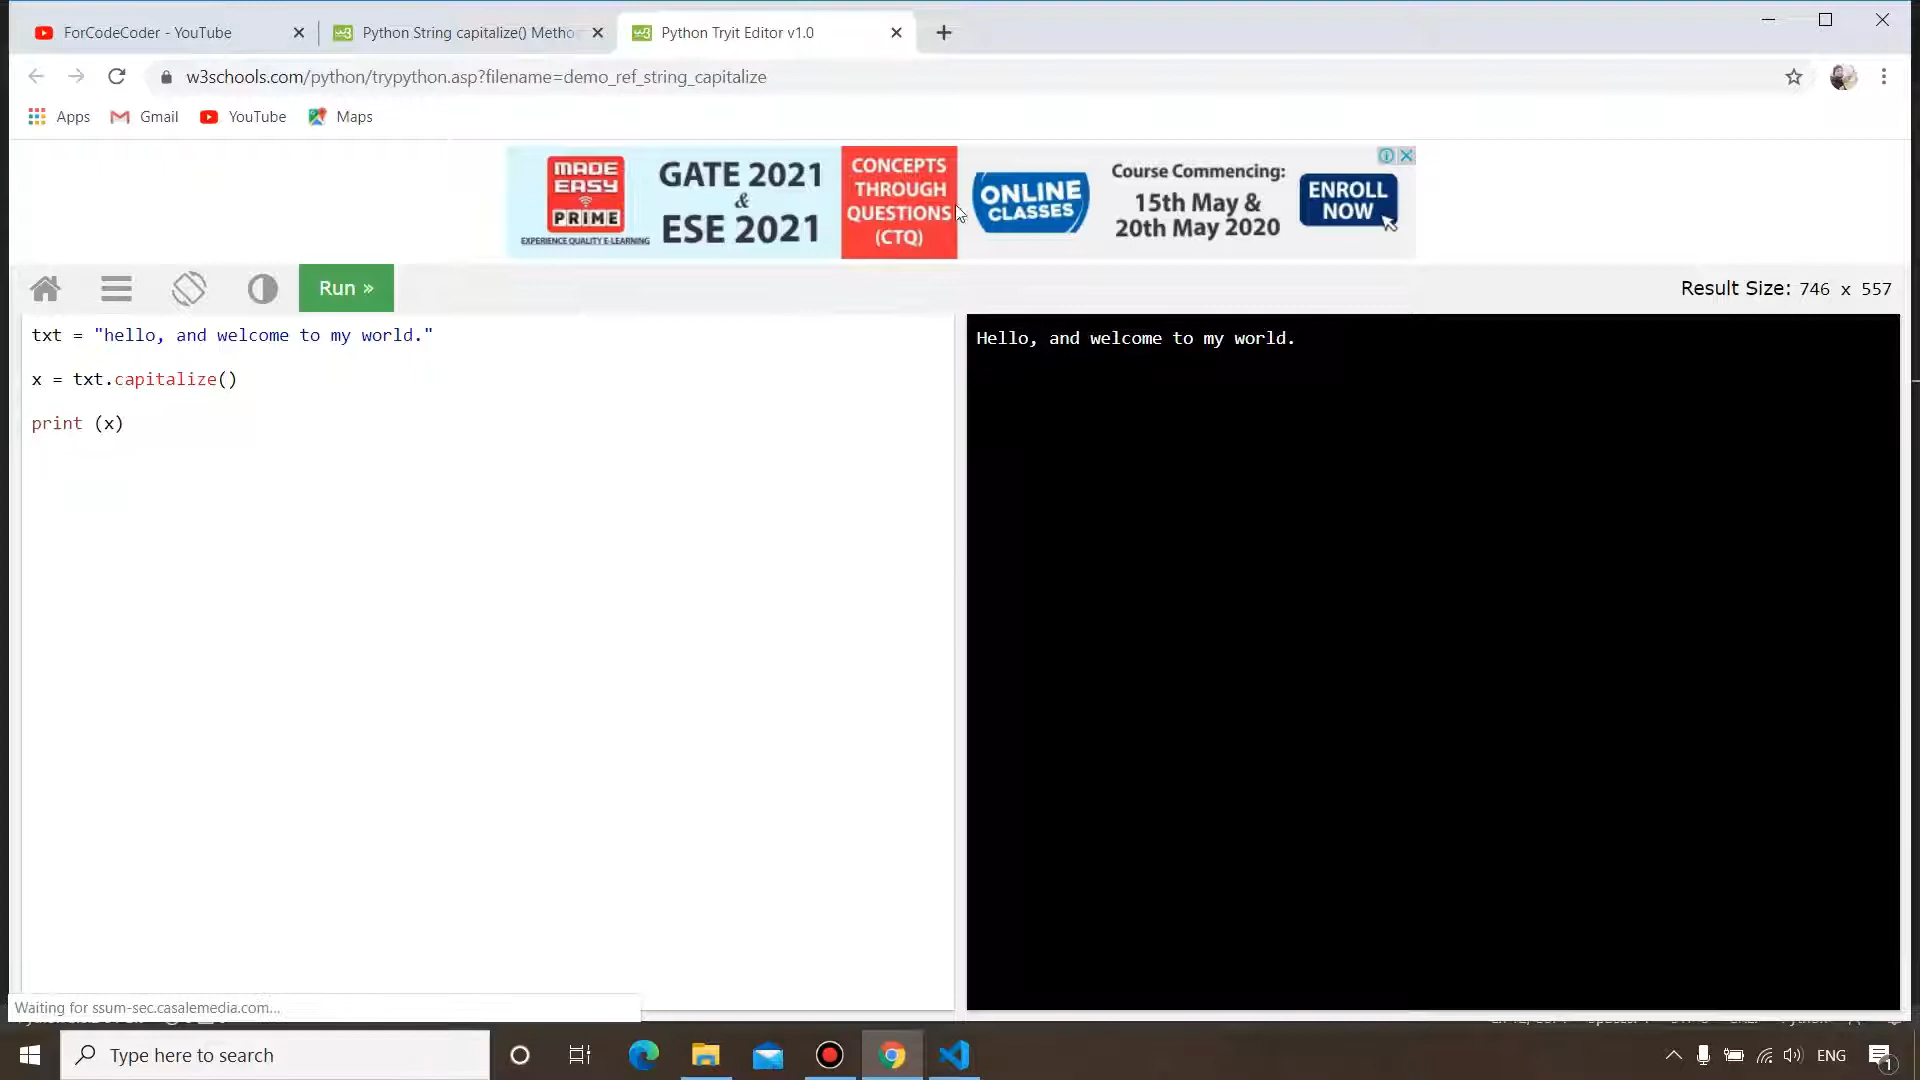 ForCodeCoder - YouTube
Python String capitalize() Metho
Python Tryit Editor v1.0
w3schools.com/python/trypython.asp?filename=demo_ref_string_capitalize
Apps
Gmail
YouTube
Maps
MADE
EASY
PRIME
EXPERIENCE QUALITY E-LEARNING
GATE 2021
&
ESE 2021
CONCEPTS
THROUGH
QUESTIONS
(CTQ)
ONLINE
CLASSES
Course Commencing:
15th May &
20th May 2020
ENROLL
NOW
Run »
Result Size: 746 x 557
txt = "hello, and welcome to my world."
x = txt.capitalize()
print (x)
Hello, and welcome to my world.
Waiting for ssum-sec.casalemedia.com...
Type here to search
ENG
1